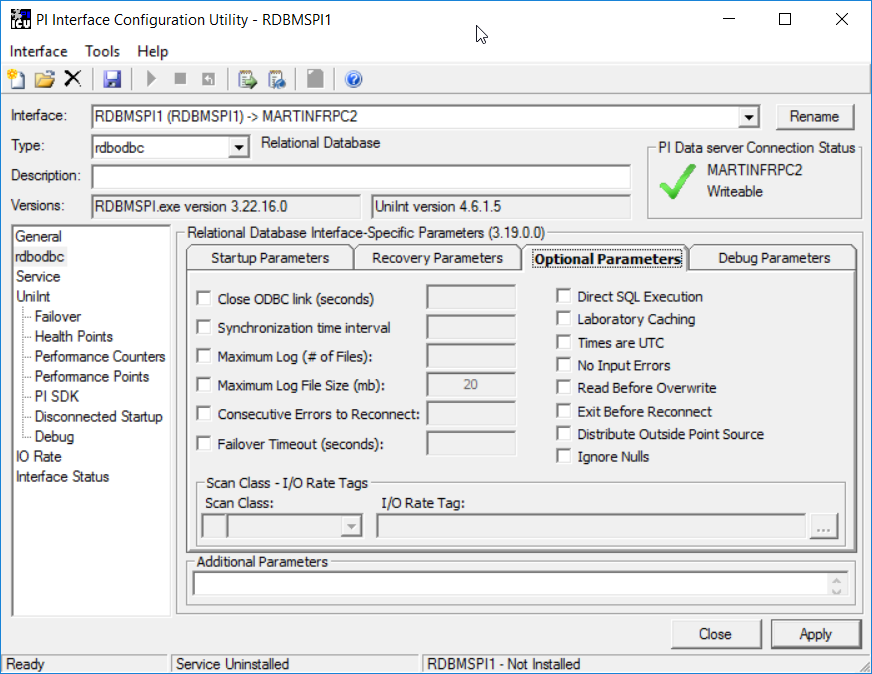 PI Interface Configuration Utility - RDBMSPI1
Interface Tools Help
Interface: RDBMSPI1 (RDBMSPI1) -> MARTINFRPC2 Rename
Type: rdbodbc Relational Database
PI Data server Connection Status
MARTINFRPC2
Writeable
Description:
Versions: RDBMSPI.exe version 3.22.16.0 UniInt version 4.6.1.5
General
rdbodbc
Service
UniInt
Failover
Health Points
Performance Counters
Performance Points
PI SDK
Disconnected Startup
Debug
IO Rate
Interface Status
Relational Database Interface-Specific Parameters (3.19.0.0)
Startup Parameters Recovery Parameters Optional Parameters Debug Parameters
Close ODBC link (seconds)
Synchronization time interval
Maximum Log (# of Files):
Maximum Log File Size (mb): 20
Consecutive Errors to Reconnect:
Failover Timeout (seconds):
Direct SQL Execution
Laboratory Caching
Times are UTC
No Input Errors
Read Before Overwrite
Exit Before Reconnect
Distribute Outside Point Source
Ignore Nulls
Scan Class - I/O Rate Tags
Scan Class: I/O Rate Tag:
...
Additional Parameters
Close Apply
Ready Service Uninstalled RDBMSPI1 - Not Installed